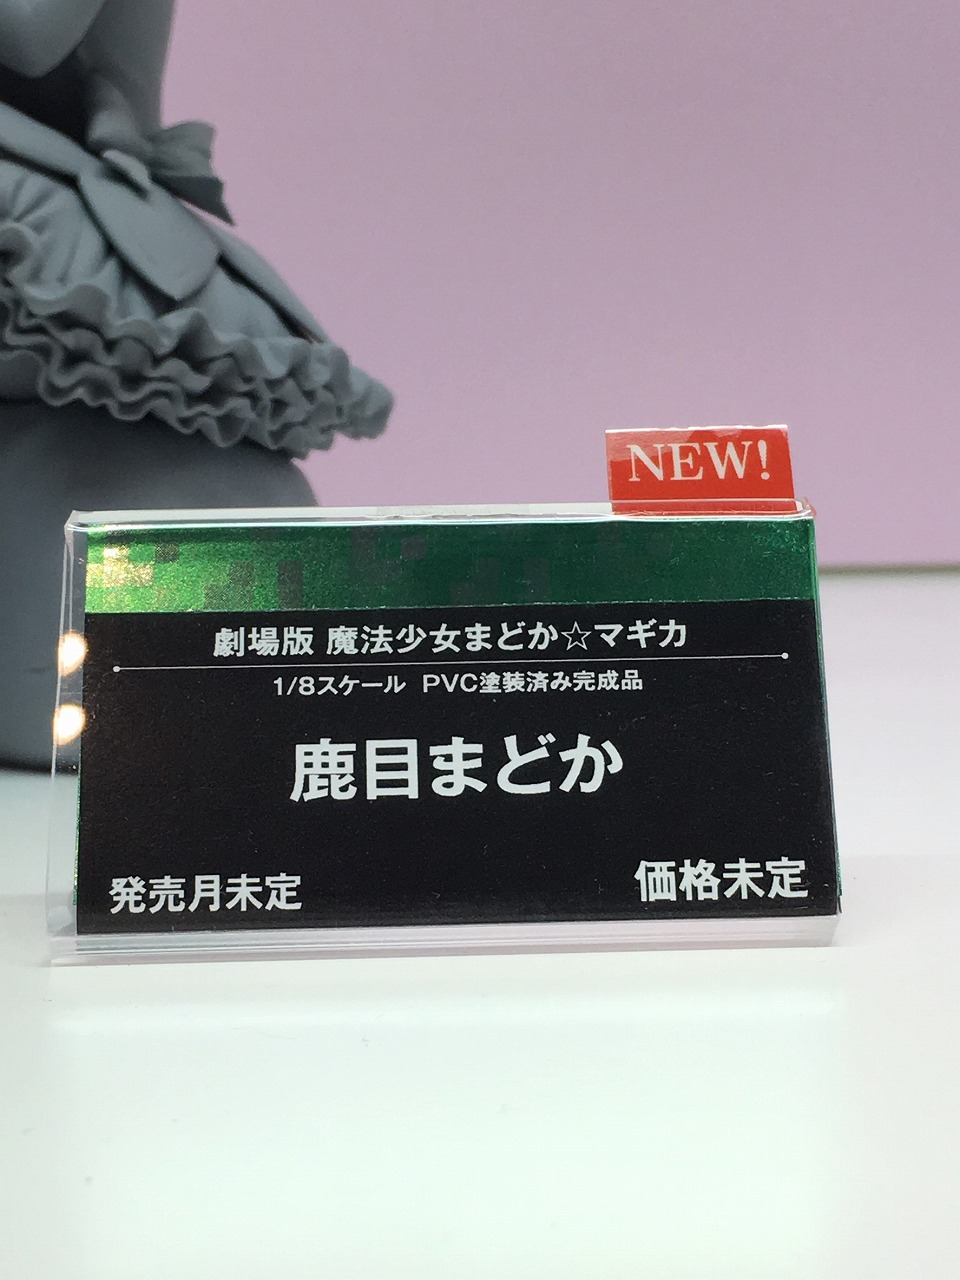 NEW!
劇場版 魔法少女まどか☆マギカ
1/8スケール PVC塗装済み完成品
鹿目まどか
発売月未定
価格未定